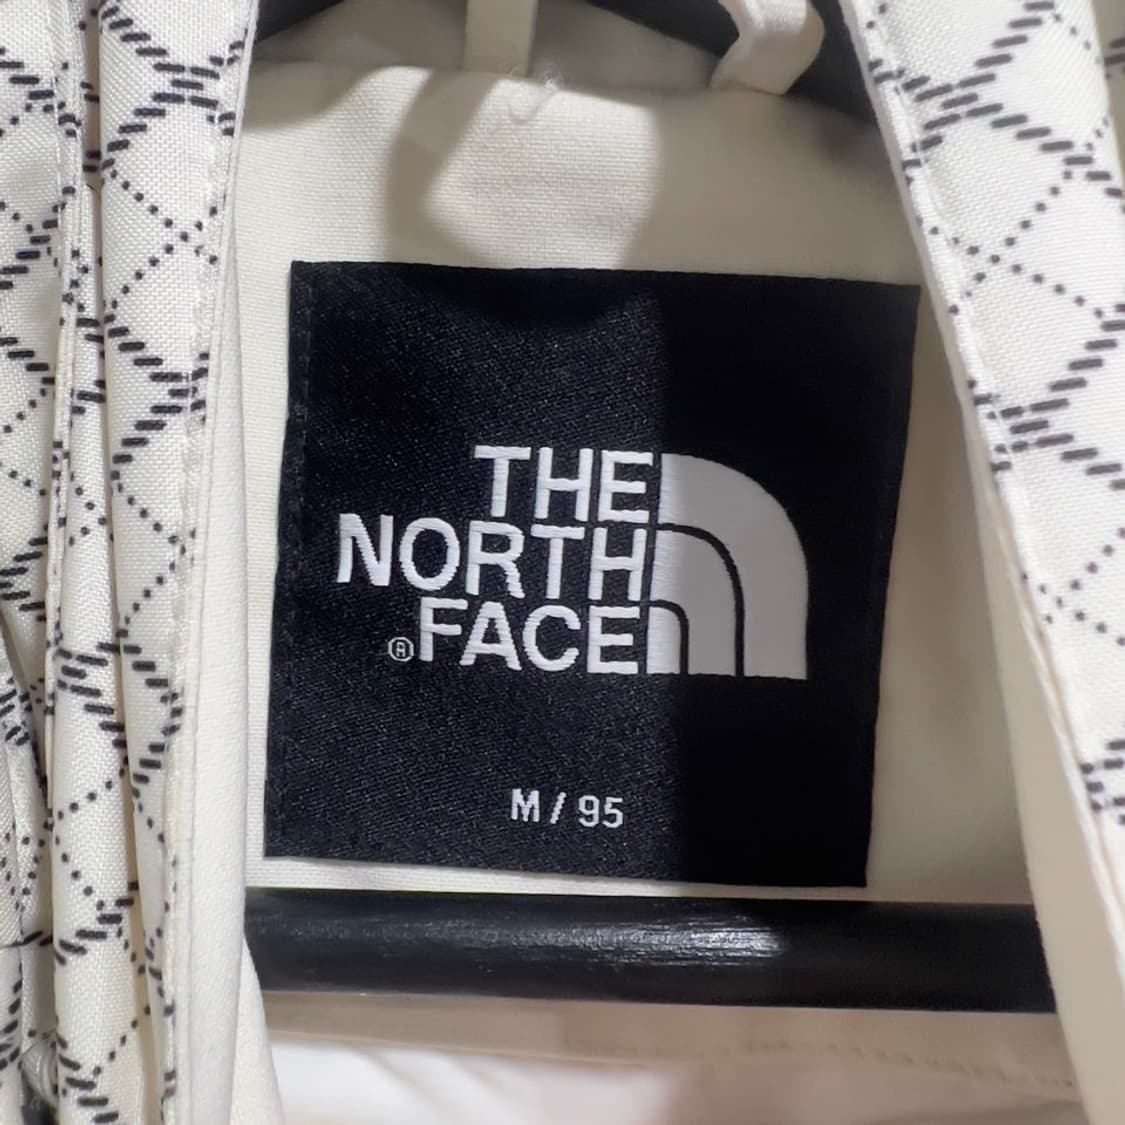 THE
NORTH
®FACE
M / 95